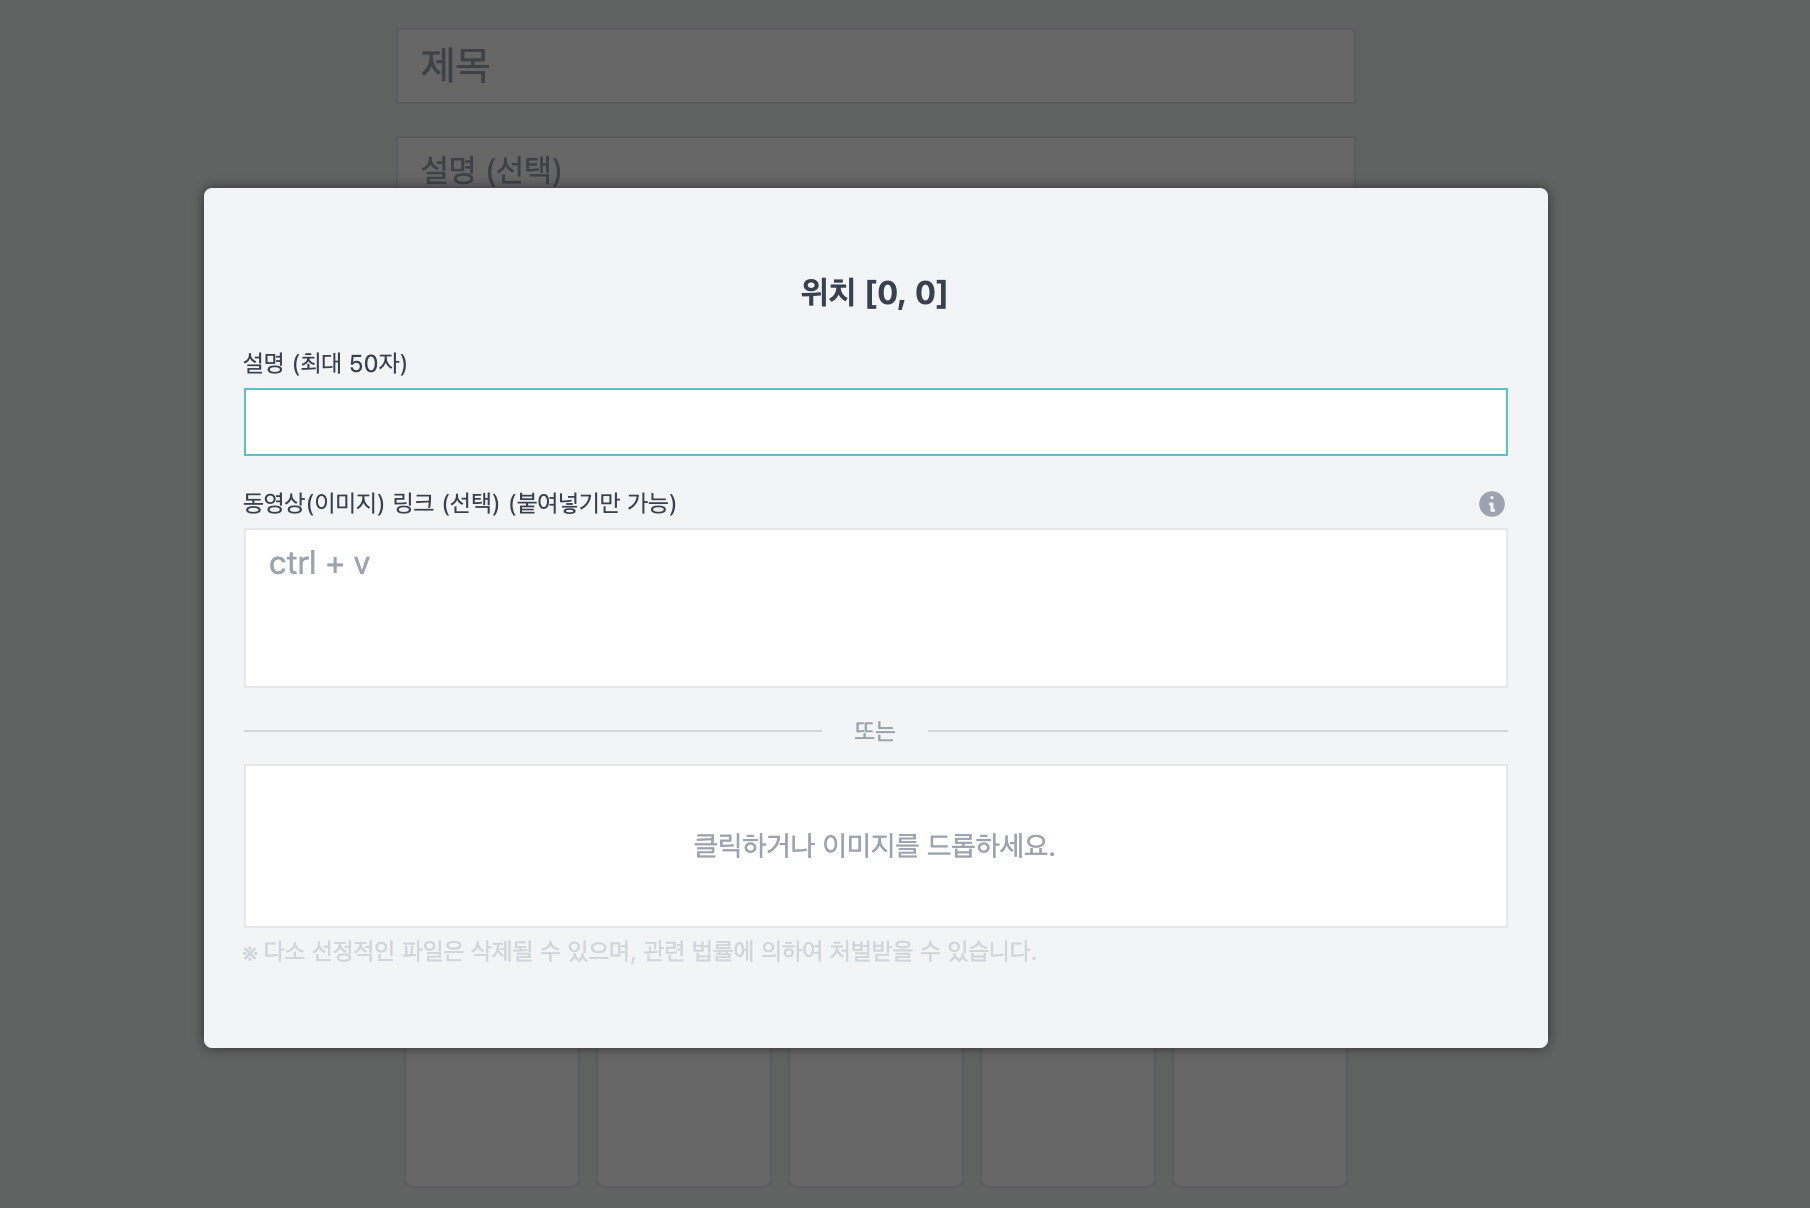 제목
설명 (선택)
위치 [0, 0]
설명 (최대 50자)
동영상(이미지) 링크 (선택) (붙여넣기만 가능)
ctrl + v
또는
클릭하거나 이미지를 드롭하세요.
※ 다소 선정적인 파일은 삭제될 수 있으며, 관련 법률에 의하여 처벌받을 수 있습니다.